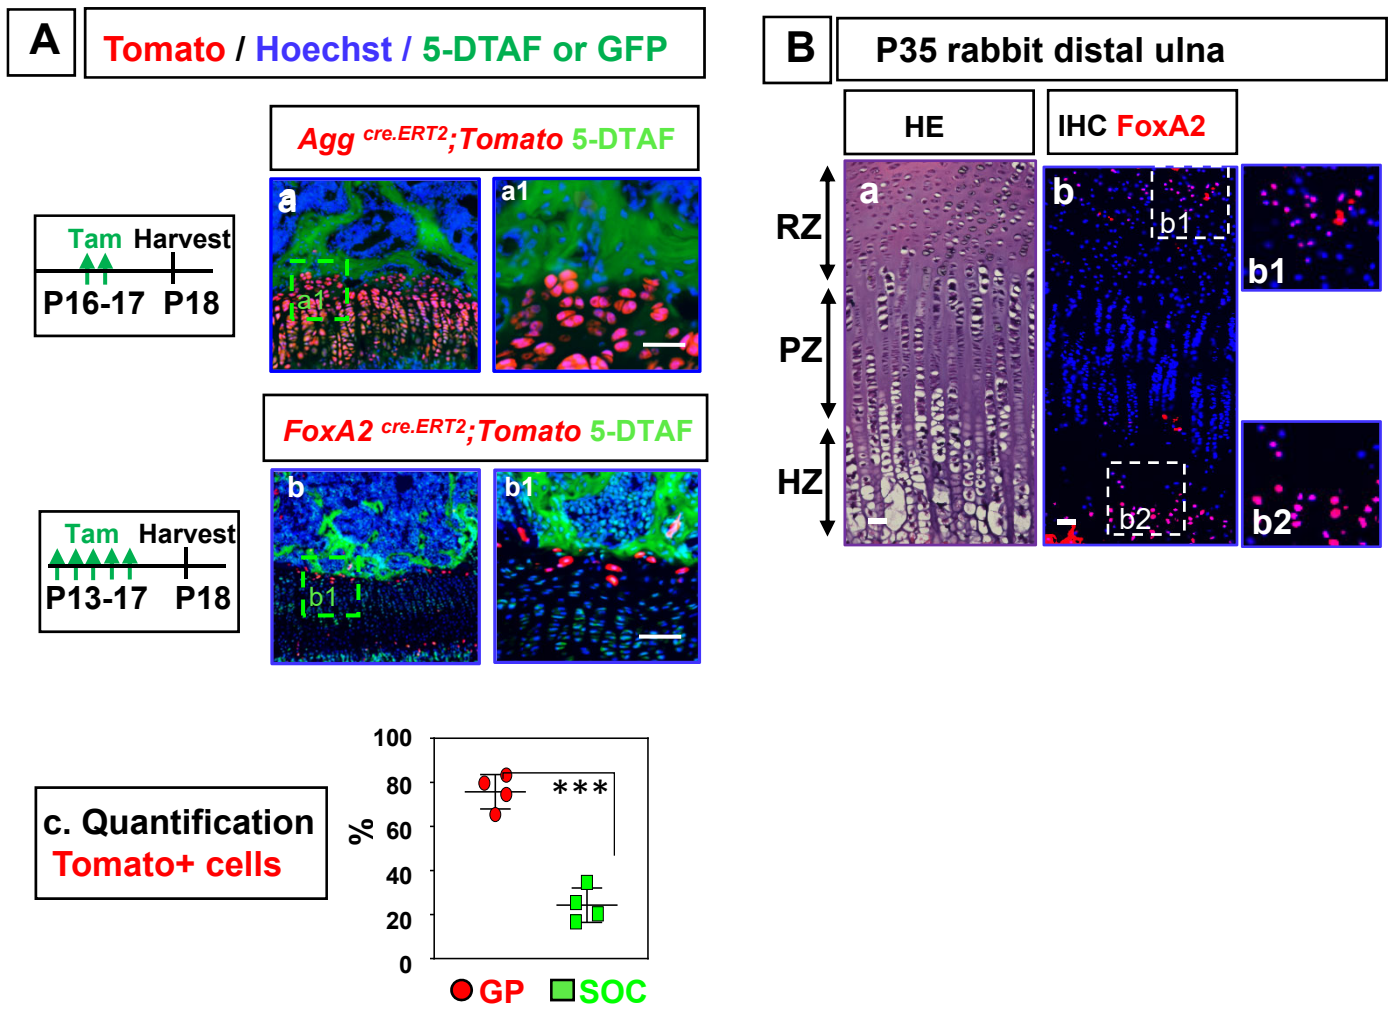 A
Tomato / Hoechst / 5-DTAF or GFP
Agg cre.ERT2;Tomato 5-DTAF
a
a1
a1
Tam Harvest
P16-17 P18
FoxA2 cre.ERT2;Tomato 5-DTAF
b
b1
b1
Tam Harvest
P13-17 P18
c. Quantification
Tomato+ cells
%
100
80
60
40
20
0
***
GP SOC
B
P35 rabbit distal ulna
HE
IHC FoxA2
RZ
PZ
HZ
a
b
b1
b2
b1
b2